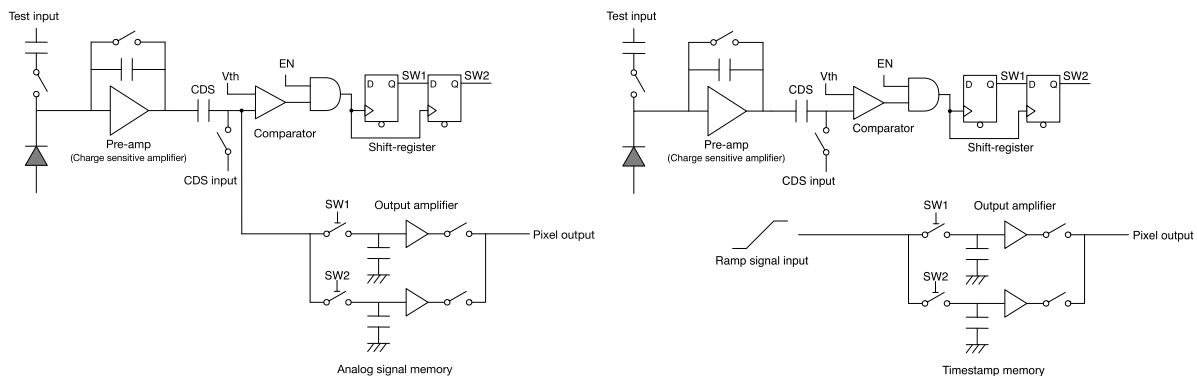 Test input
Vth
EN
CDS
D Q
SW1
D Q
SW2
Comparator
Pre-amp
(Charge sensitive amplifier)
Shift-register
CDS input
SW1
Output amplifier
Pixel output
SW2
Analog signal memory
Test input
Vth
EN
CDS
D Q
SW1
D Q
SW2
Comparator
Pre-amp
(Charge sensitive amplifier)
Shift-register
CDS input
SW1
Output amplifier
Ramp signal input
Pixel output
SW2
Timestamp memory